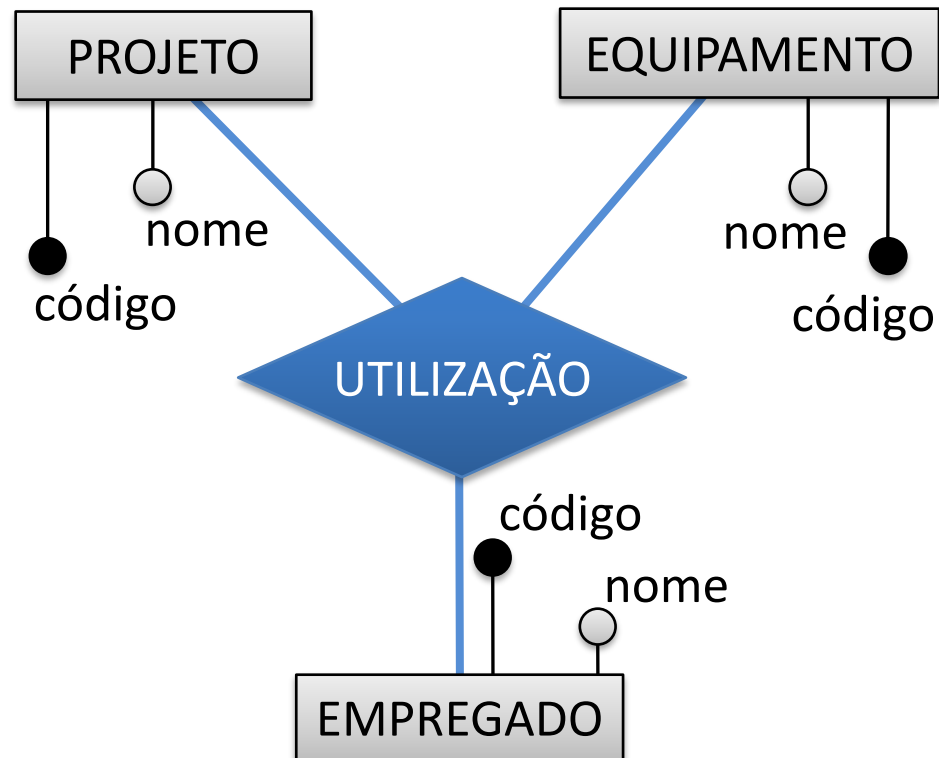 PROJETO
EQUIPAMENTO
nome
nome
código
código
UTILIZAÇÃO
código
nome
EMPREGADO